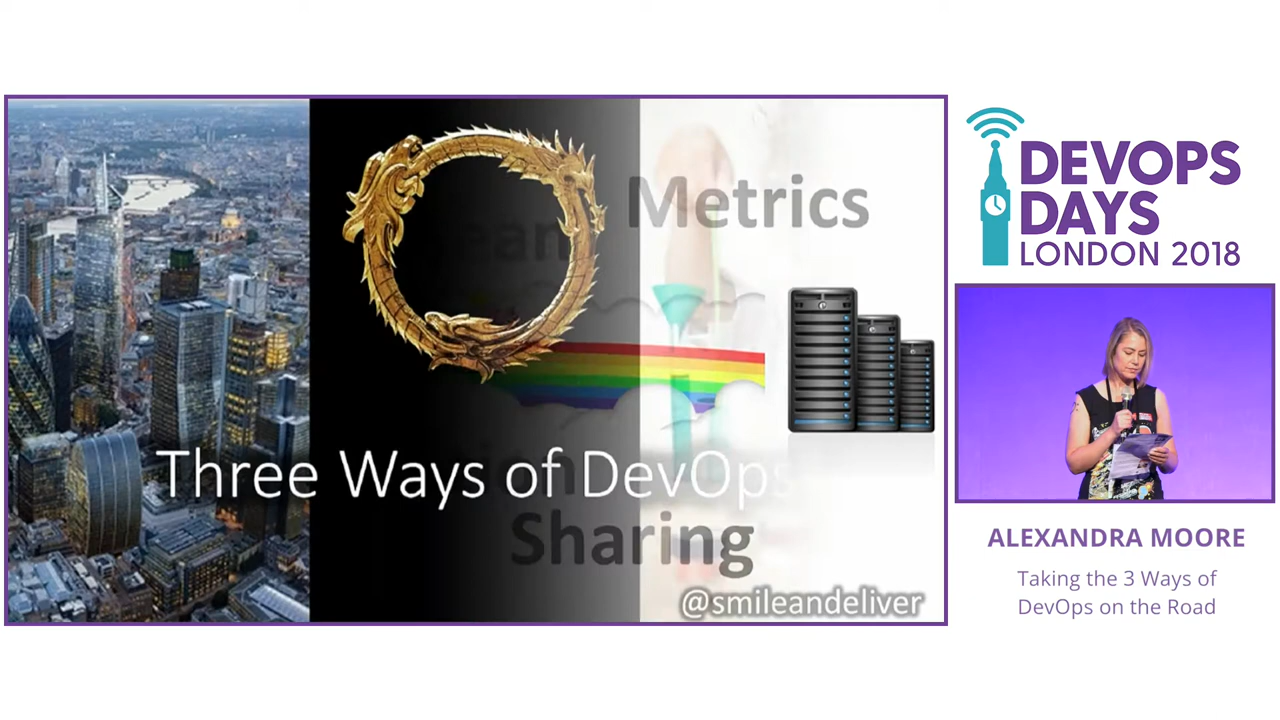 Metrics
Three Ways of DevOps
Sharing
@smileandeliver
DEVOPS
DAYS
LONDON 2018
ALEXANDRA MOORE
Taking the 3 Ways of
DevOps on the Road